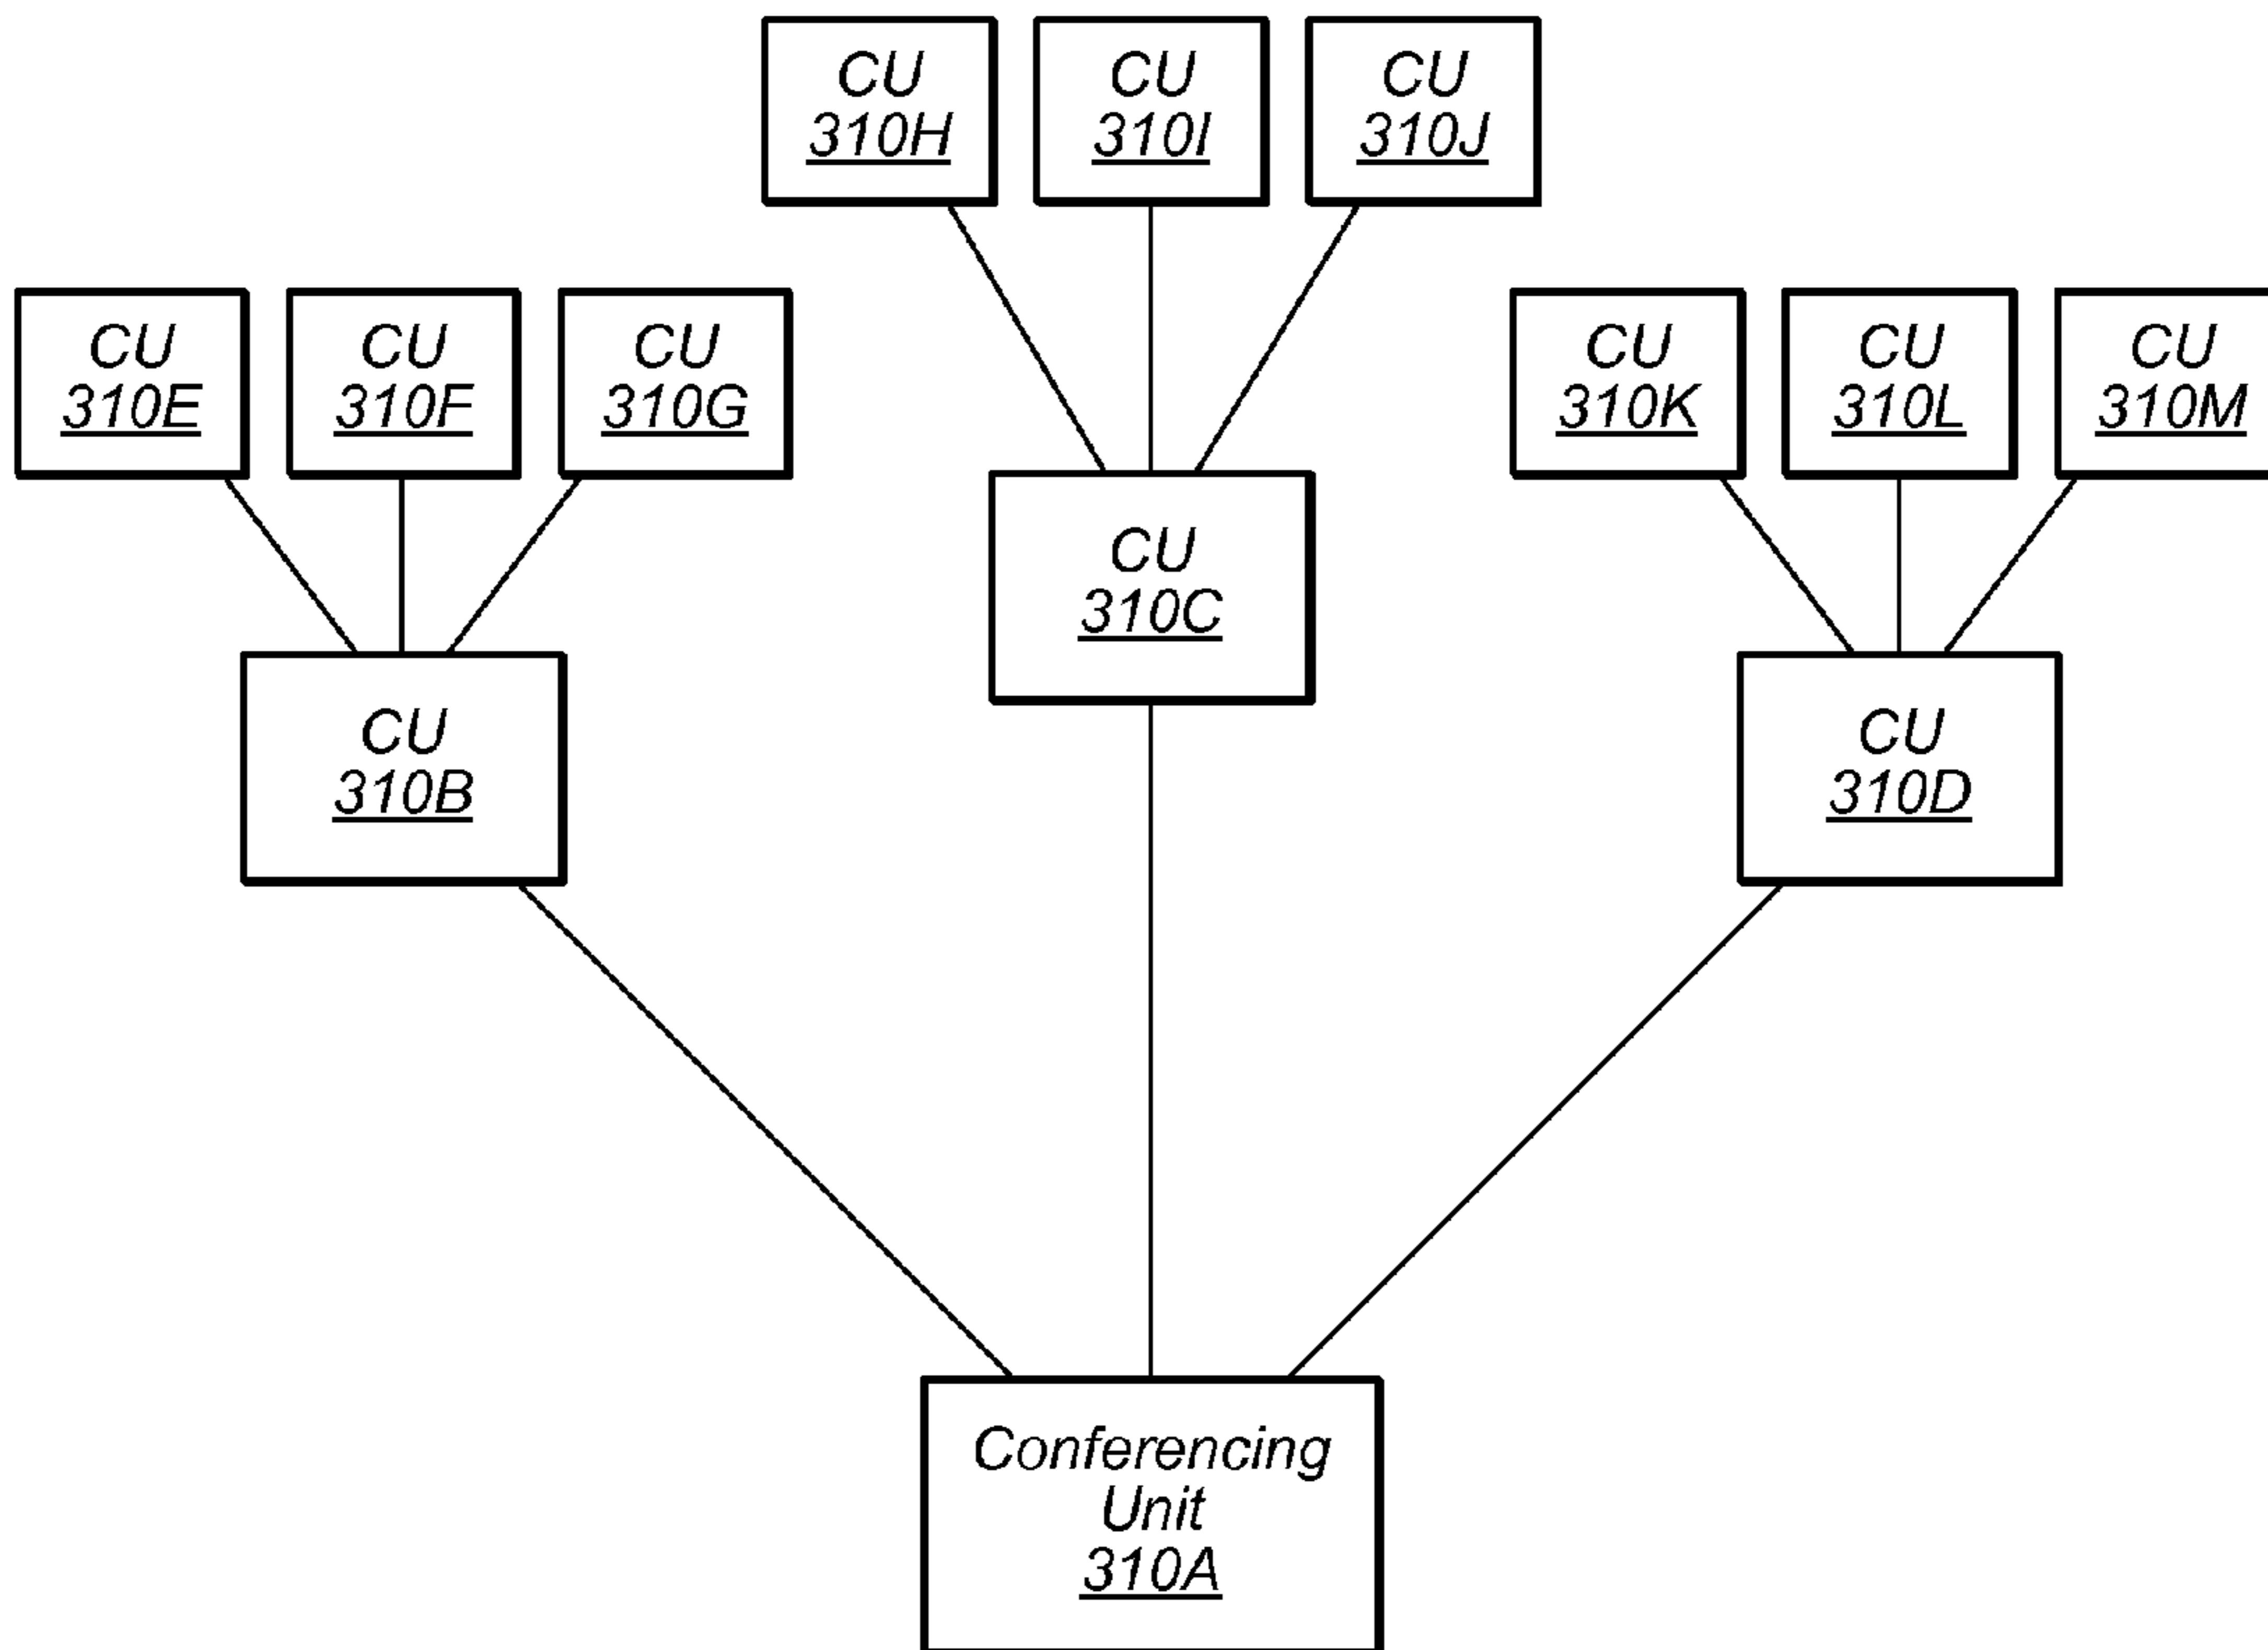 CU
310H
CU
310I
CU
310J
CU
310E
CU
310F
CU
310G
CU
310K
CU
310L
CU
310M
CU
310C
CU
310B
CU
310D
Conferencing
Unit
310A